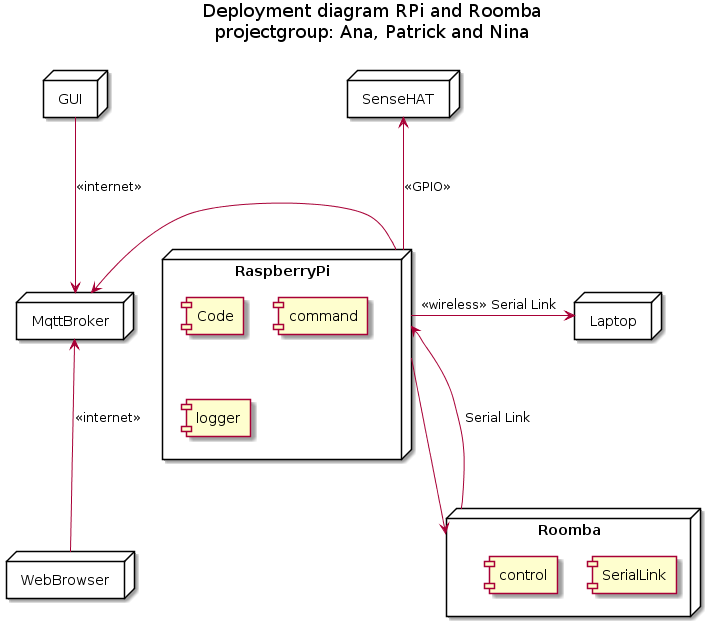 Deployment diagram RPi and Roomba
projectgroup: Ana, Patrick and Nina
GUI
SenseHAT
«internet»
«GPIO»
RaspberryPi
Code
command
logger
«wireless» Serial Link
MqttBroker
Laptop
«internet»
Serial Link
Roomba
control
SerialLink
WebBrowser